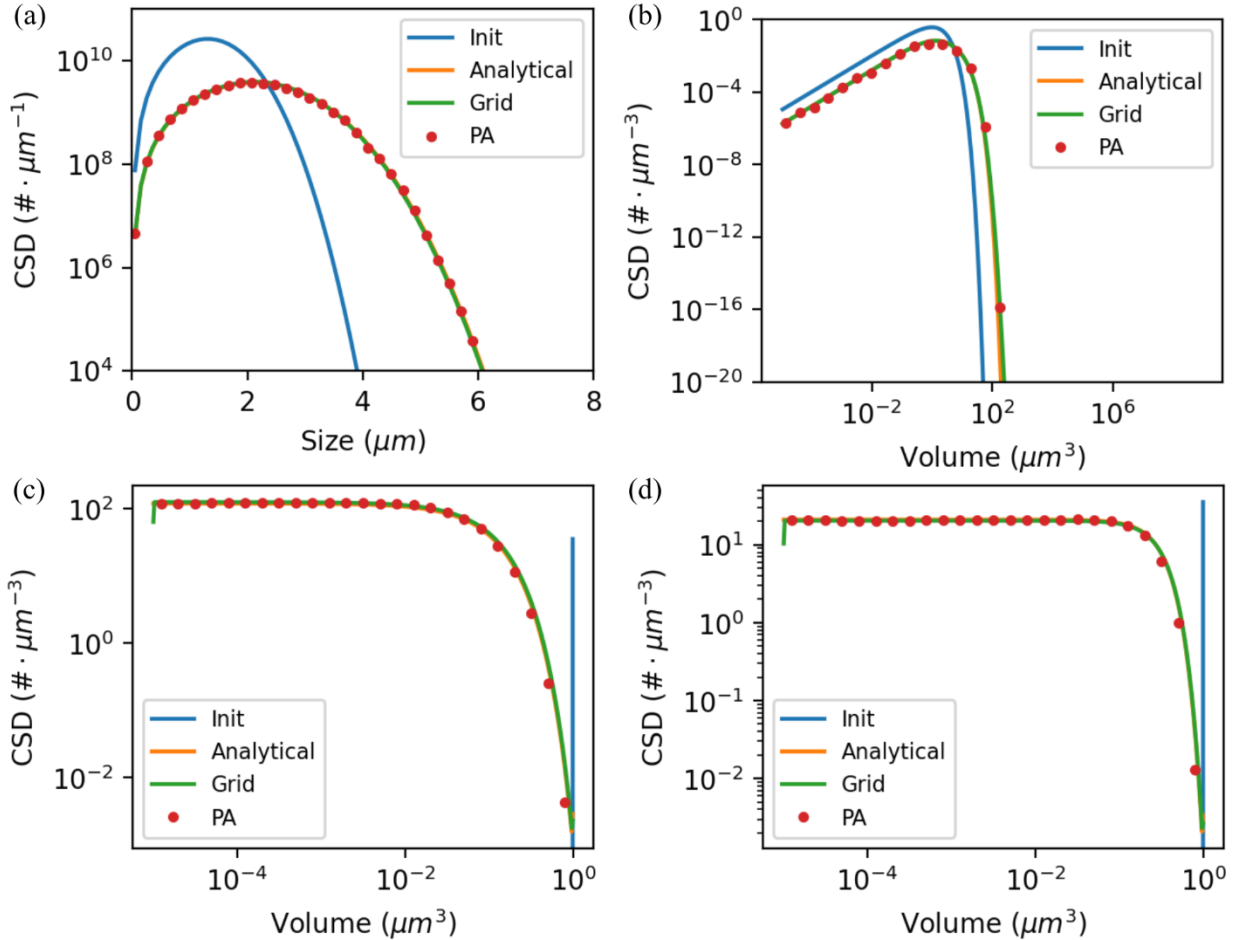 (a)
10^{10}
10^{8}
10^{6}
10^{4}
CSD (# · μm^{−1})
0
2
4
6
8
Size (μm)
Init
Analytical
Grid
PA
(b)
10^{0}
10^{−4}
10^{−8}
10^{−12}
10^{−16}
10^{−20}
CSD (# · μm^{−3})
10^{−2}
10^{2}
10^{6}
Volume (μm^{3})
Init
Analytical
Grid
PA
(c)
10^{2}
10^{0}
10^{−2}
CSD (# · μm^{−3})
10^{−4}
10^{−2}
10^{0}
Volume (μm^{3})
Init
Analytical
Grid
PA
(d)
10^{1}
10^{0}
10^{−1}
10^{−2}
CSD (# · μm^{−3})
10^{−4}
10^{−2}
10^{0}
Volume (μm^{3})
Init
Analytical
Grid
PA